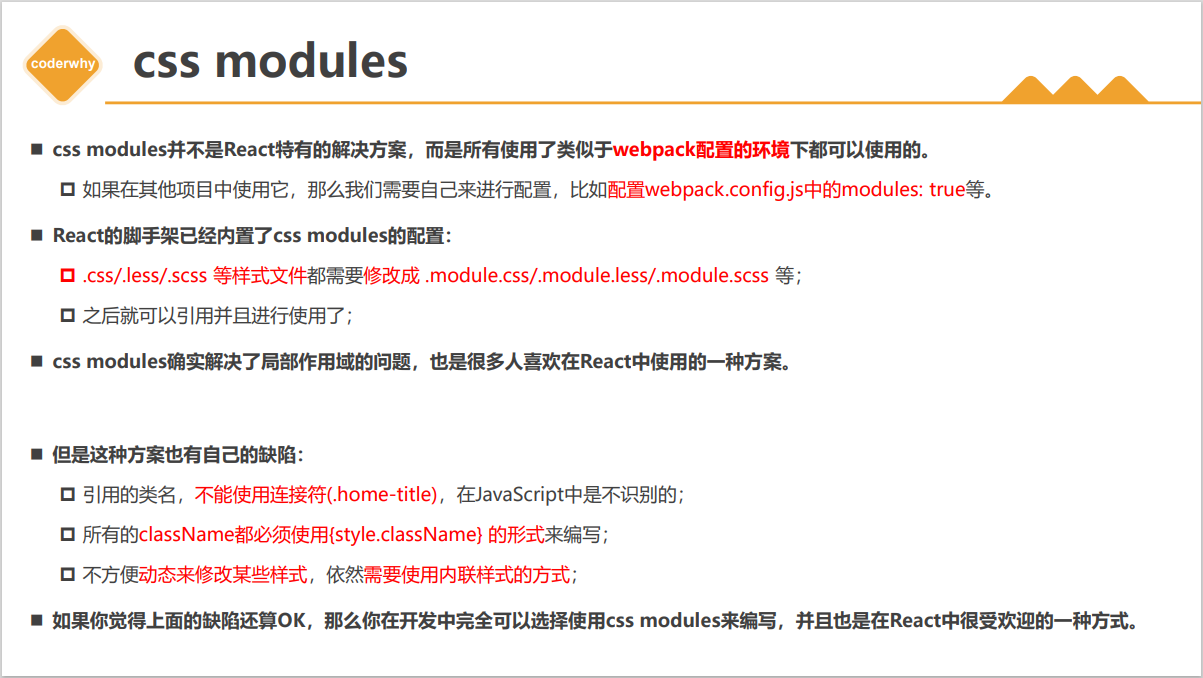 coderwhy
css modules
css modules并不是React特有的解决方案，而是所有使用了类似于webpack配置的环境下都可以使用的。
如果在其他项目中使用它，那么我们需要自己来进行配置，比如配置webpack.config.js中的modules: true等。
React的脚手架已经内置了css modules的配置：
.css/.less/.scss 等样式文件都需要修改成 .module.css/.module.less/.module.scss 等；
之后就可以引用并且进行使用了；
css modules确实解决了局部作用域的问题，也是很多人喜欢在React中使用的一种方案。
但是这种方案也有自己的缺陷：
引用的类名，不能使用连接符(.home-title)，在JavaScript中是不识别的；
所有的className都必须使用{style.className} 的形式来编写；
不方便动态来修改某些样式，依然需要使用内联样式的方式；
如果你觉得上面的缺陷还算OK，那么你在开发中完全可以选择使用css modules来编写，并且也是在React中很受欢迎的一种方式。